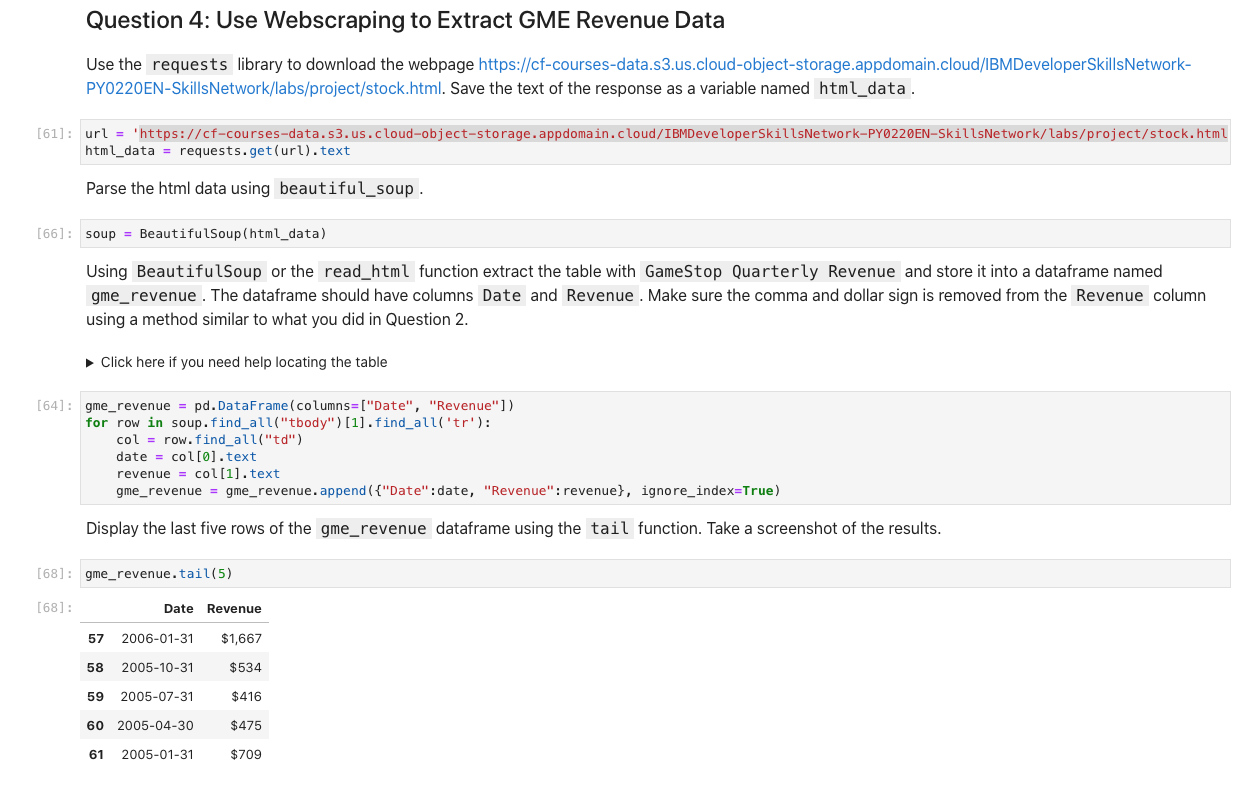 Question 4: Use Webscraping to Extract GME Revenue Data
Use the requests library to download the webpage https://cf-courses-data.s3.us.cloud-object-storage.appdomain.cloud/IBMDeveloperSkillsNetwork-
PY0220EN-SkillsNetwork/labs/project/stock.html. Save the text of the response as a variable named html_data.
[61]: url = 'https://cf-courses-data.s3.us.cloud-object-storage.appdomain.cloud/IBMDeveloperSkillsNetwork-PY0220EN-SkillsNetwork/labs/project/stock.html
html_data = requests.get(url).text
Parse the html data using beautiful_soup.
[66]: soup = BeautifulSoup(html_data)
Using BeautifulSoup or the read_html function extract the table with GameStop Quarterly Revenue and store it into a dataframe named
gme_revenue. The dataframe should have columns Date and Revenue. Make sure the comma and dollar sign is removed from the Revenue column
using a method similar to what you did in Question 2.
▶ Click here if you need help locating the table
[64]: gme_revenue = pd.DataFrame(columns=["Date", "Revenue"])
for row in soup.find_all("tbody")[1].find_all('tr'):
    col = row.find_all("td")
    date = col[0].text
    revenue = col[1].text
    gme_revenue = gme_revenue.append({"Date":date, "Revenue":revenue}, ignore_index=True)
Display the last five rows of the gme_revenue dataframe using the tail function. Take a screenshot of the results.
[68]: gme_revenue.tail(5)
[68]: Date Revenue
57 2006-01-31 $1,667
58 2005-10-31 $534
59 2005-07-31 $416
60 2005-04-30 $475
61 2005-01-31 $709